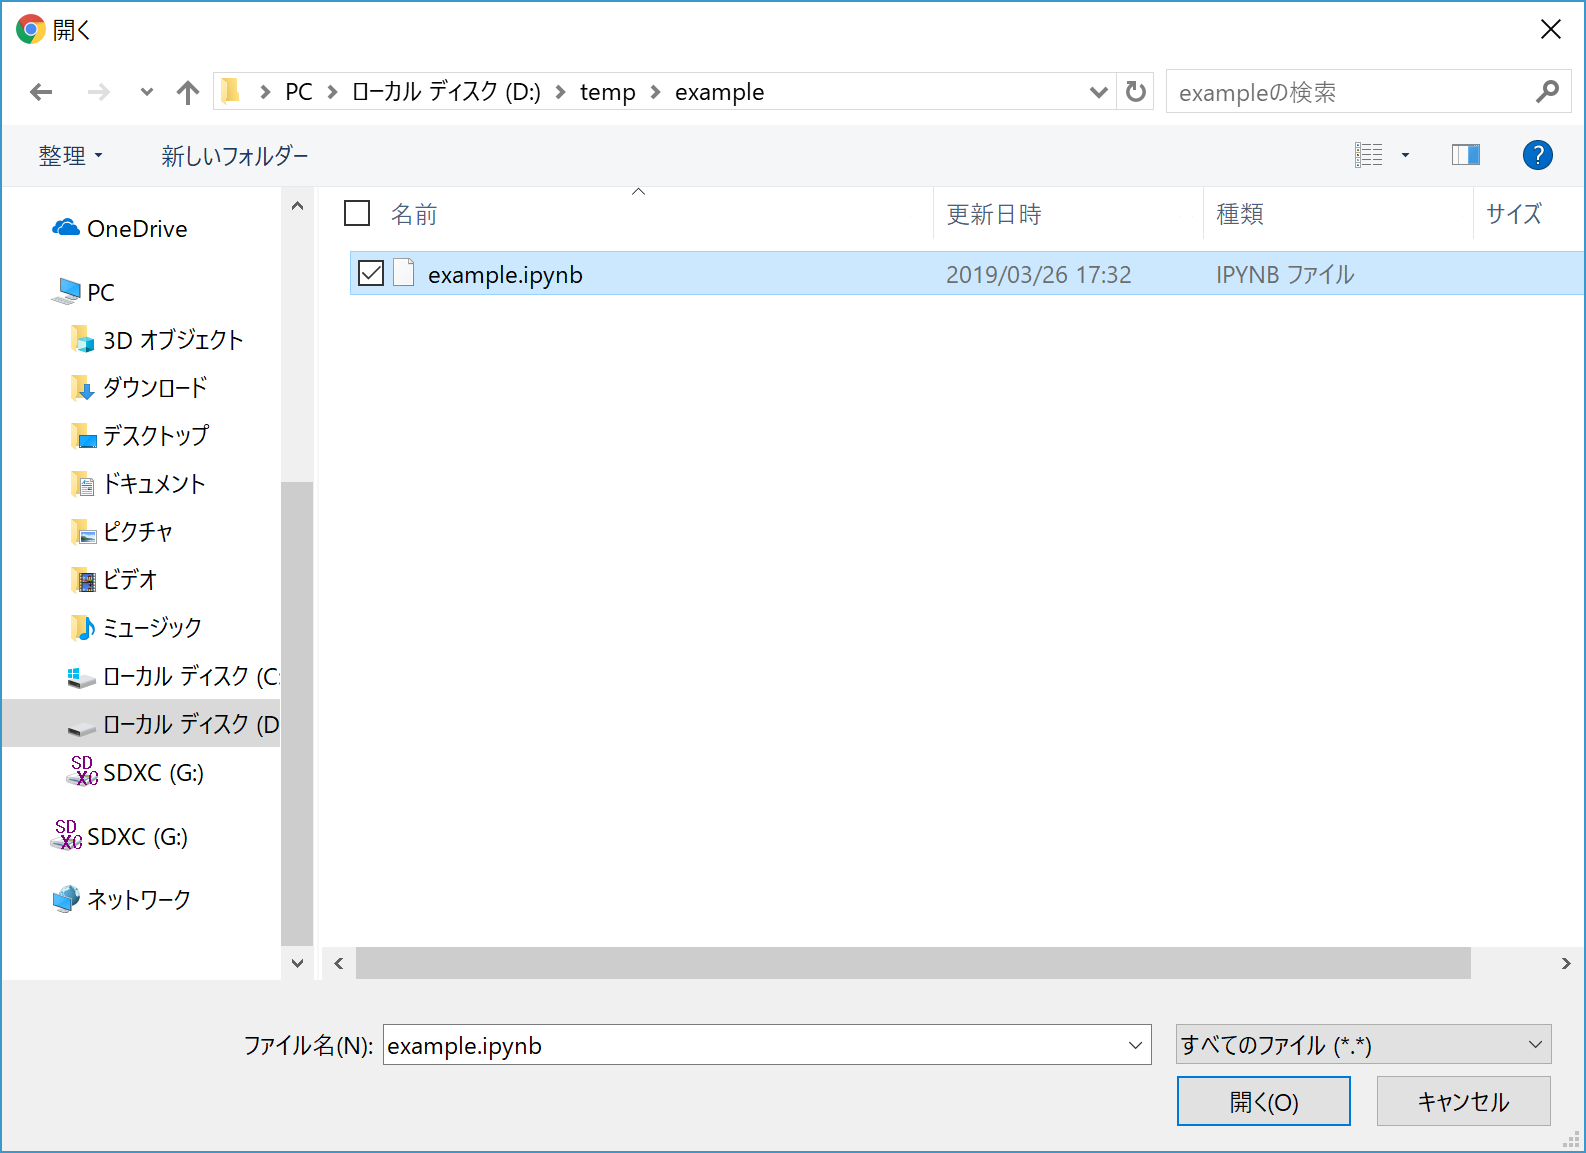 開く
PC ローカル ディスク (D:) temp example
exampleの検索
整理 新しいフォルダー
?
名前 更新日時 種類 サイズ
example.ipynb 2019/03/26 17:32 IPYNB ファイル
OneDrive
PC
3D オブジェクト
ダウンロード
デスクトップ
ドキュメント
ピクチャ
ビデオ
ミュージック
ローカル ディスク (C:
ローカル ディスク (D
SDXC SDXC (G:)
SDXC SDXC (G:)
ネットワーク
ファイル名(N): example.ipynb すべてのファイル (*.*)
開く(O) キャンセル